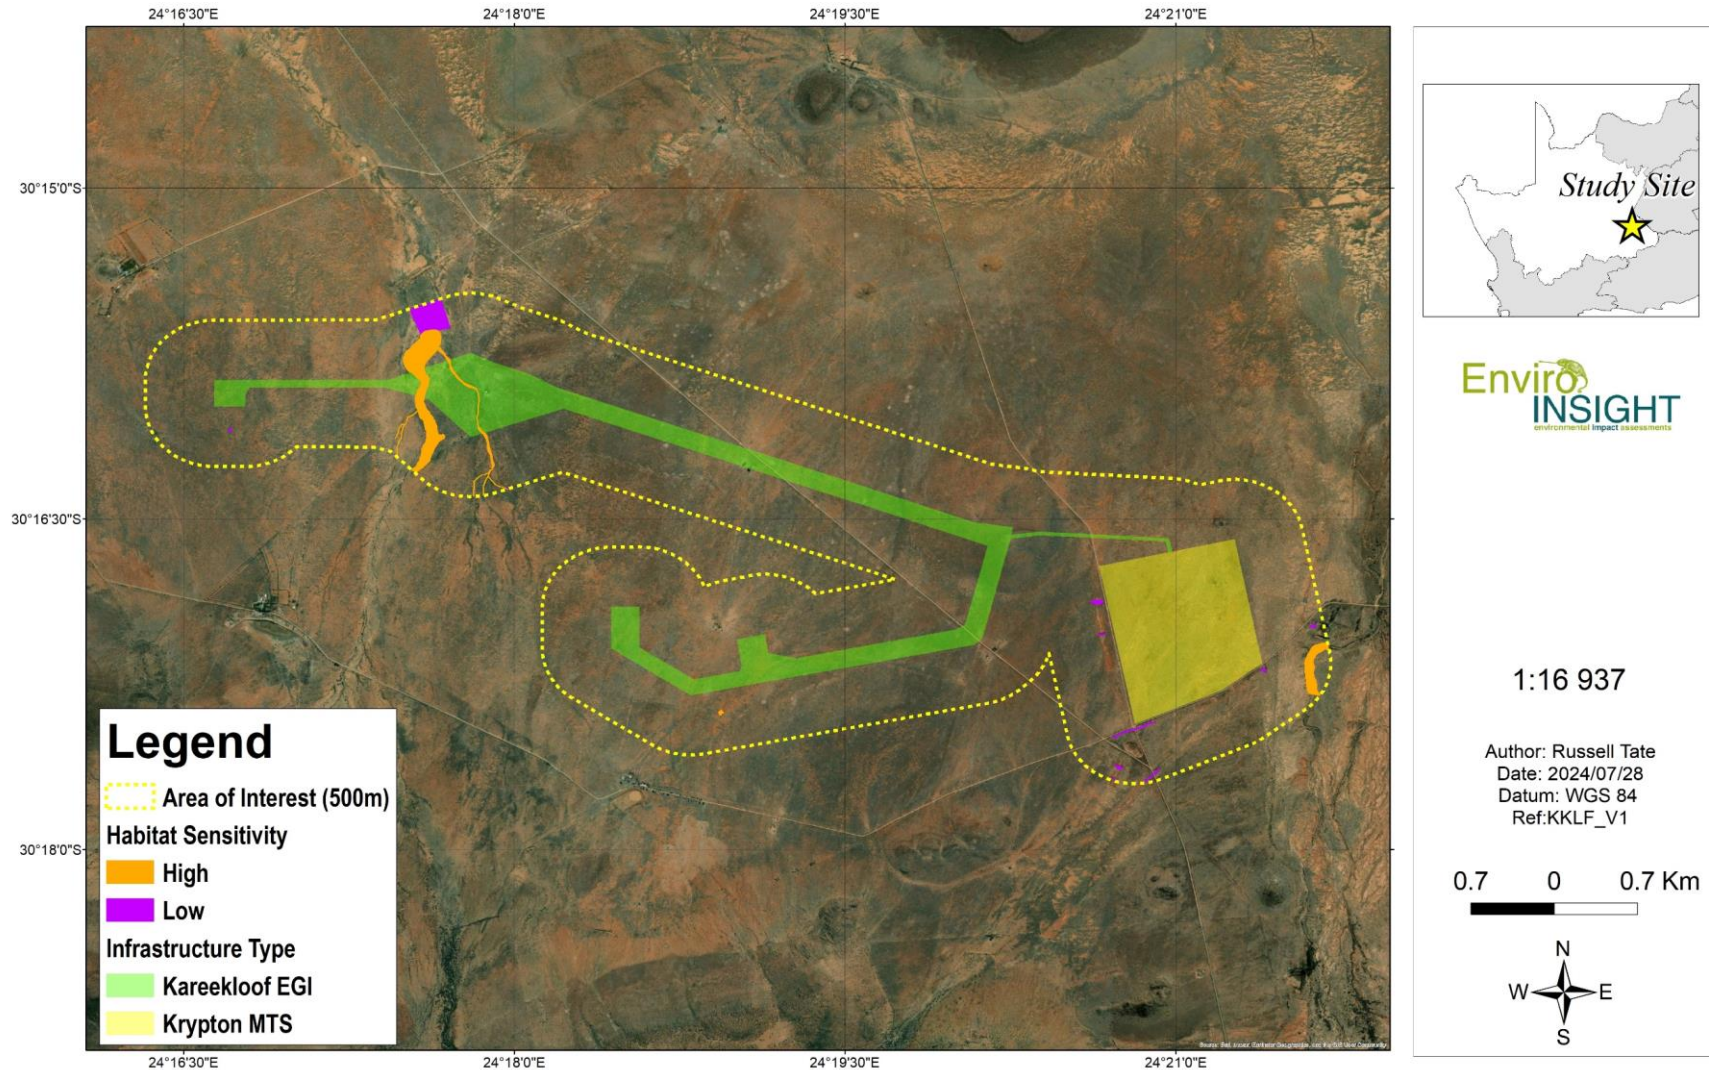 24°16'30"E 24°18'0"E 24°19'30"E 24°21'0"E
30°15'0"S
30°16'30"S
30°18'0"S
Legend
Area of Interest (500m)
Habitat Sensitivity
High
Low
Infrastructure Type
Kareekloof EGI
Krypton MTS
24°16'30"E 24°18'0"E 24°19'30"E 24°21'0"E
Study Site
Enviro
INSIGHT
environmental impact assessments
1:16 937
Author: Russell Tate
Date: 2024/07/28
Datum: WGS 84
Ref:KKLF_V1
0.7 0 0.7 Km
N
W E
S